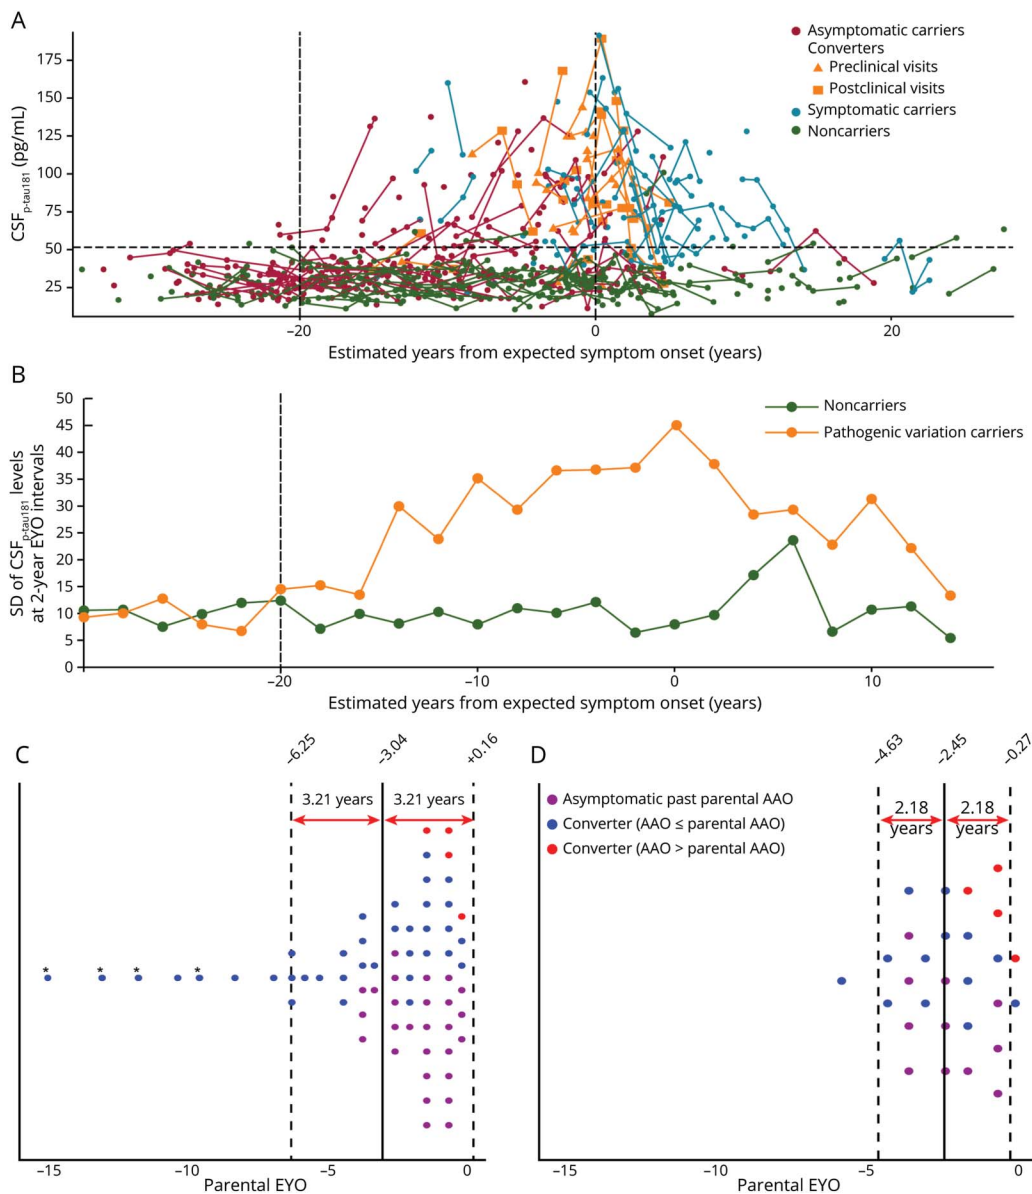 A
175
150
125
100
75
50
25
CSFp-tau181 (pg/mL)
Asymptomatic carriers
Converters
Preclinical visits
Postclinical visits
Symptomatic carriers
Noncarriers
−20
0
20
Estimated years from expected symptom onset (years)
B
50
45
40
35
30
25
20
15
10
5
0
SD of CSFp-tau181 levels
at 2-year EYO intervals
Noncarriers
Pathogenic variation carriers
−20
−10
0
10
Estimated years from expected symptom onset (years)
C
−6.25
−3.04
+0.16
3.21 years
3.21 years
*
*
*
*
−15
−10
−5
0
Parental EYO
D
−4.63
−2.45
−0.27
Asymptomatic past parental AAO
Converter (AAO ≤ parental AAO)
Converter (AAO > parental AAO)
2.18
years
2.18
years
−15
−10
−5
0
Parental EYO